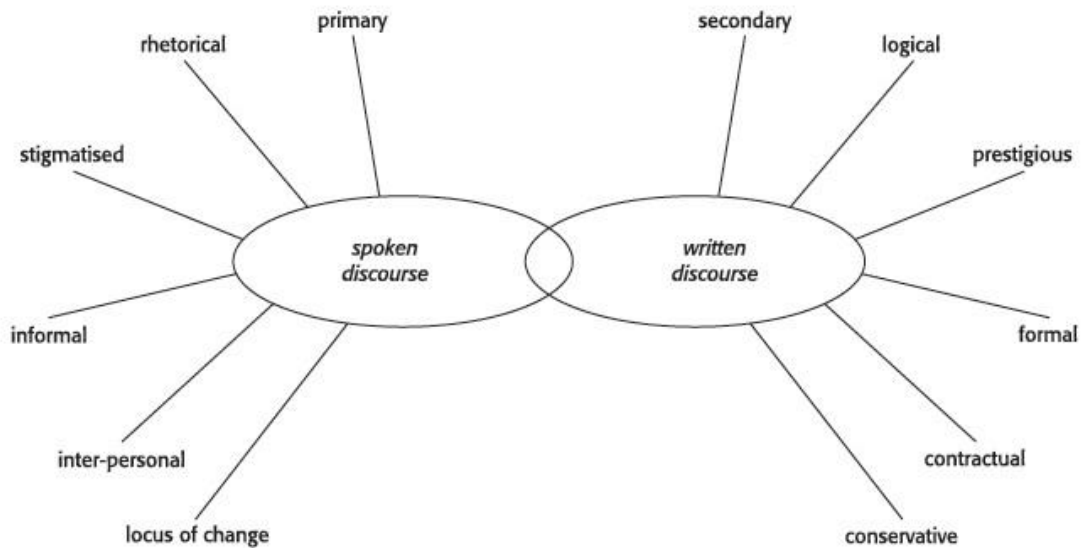 primary
secondary
rhetorical
logical
stigmatised
prestigious
spoken
discourse
written
discourse
informal
formal
inter-personal
contractual
locus of change
conservative